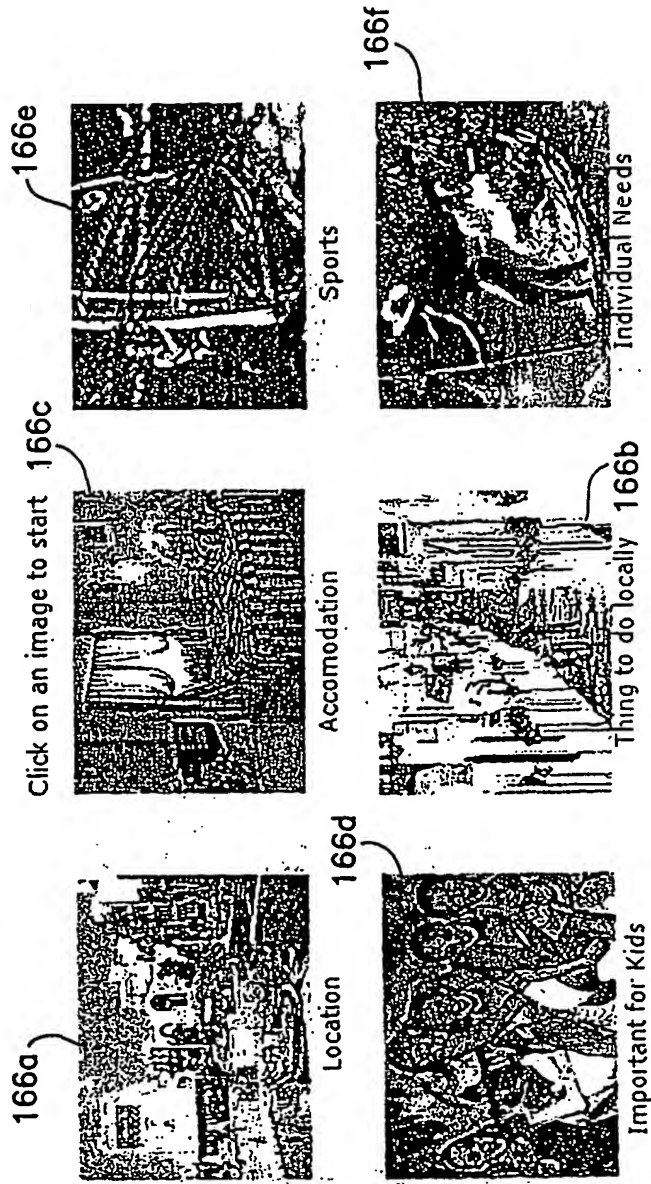 Click on an image to start
166a
166c
166e
Location
Accomodation
Sports
166d
166b
166f
Important for Kids
Thing to do locally
Individual Needs